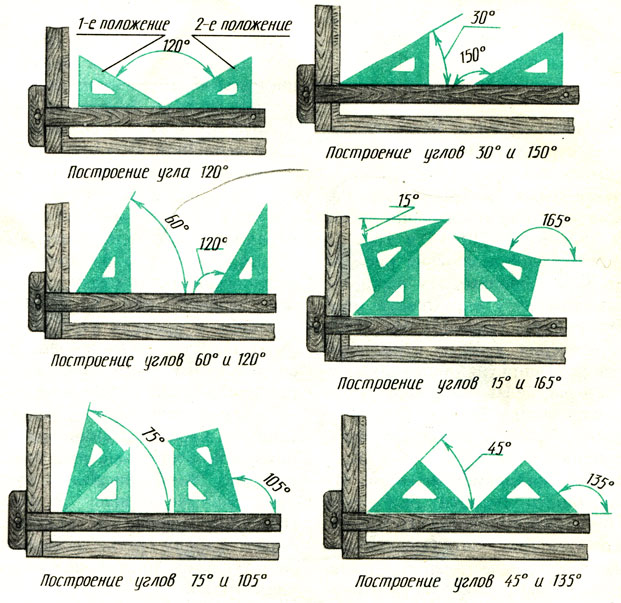 1-е положение 2-е положение
120°
Построение угла 120°
30°
150°
Построение углов 30° и 150°
60°
120°
Построение углов 60° и 120°
15°
165°
Построение углов 15° и 165°
75°
105°
Построение углов 75° и 105°
45°
135°
Построение углов 45° и 135°